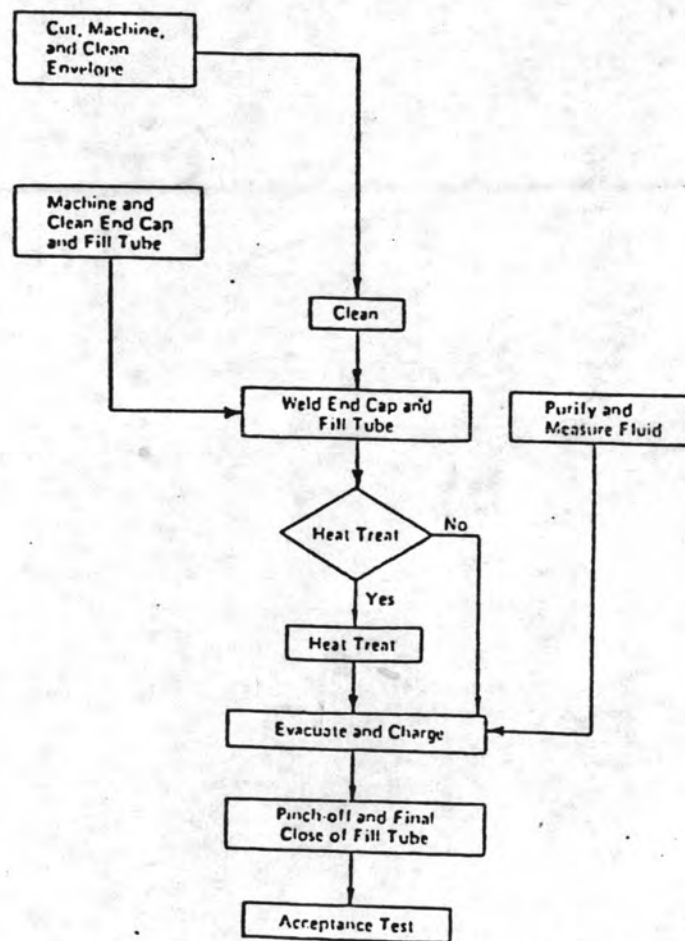 Cut, Machine,
and Clean
Envelope
Machine and
Clean End Cap
and Fill Tube
Clean
Weld End Cap and
Fill Tube
Purify and
Measure Fluid
Heat Treat
No
Yes
Heat Treat
Evacuate and Charge
Pinch-off and Final
Close of Fill Tube
Acceptance Test